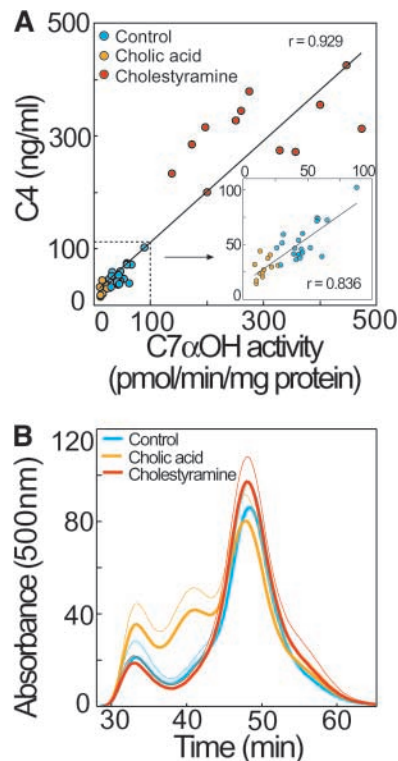 A
500
Control
Cholic acid
Cholestyramine
r = 0.929
C4 (ng/ml)
300
100
0
0
100
300
500
10
50
90
100
50
0
r = 0.836
C7αOH activity
(pmol/min/mg protein)
B
120
Control
Cholic acid
Cholestyramine
Absorbance (500nm)
80
40
0
30
40
50
60
Time (min)